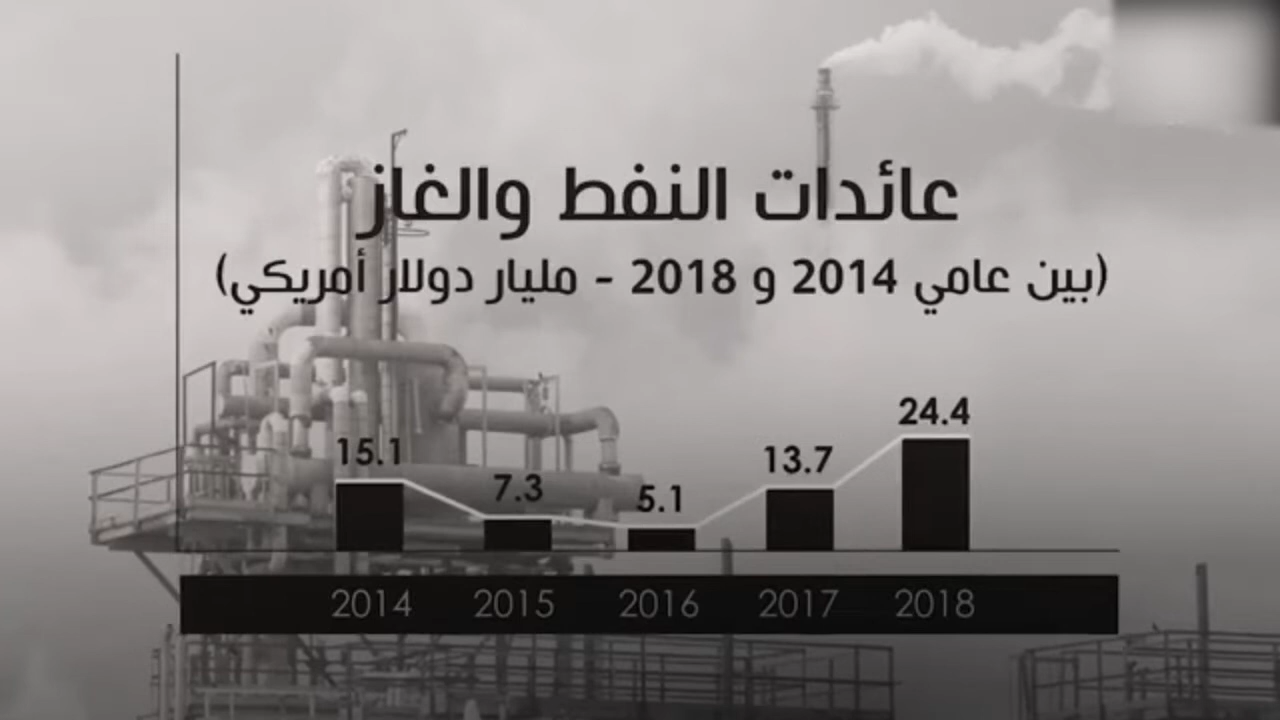 عائدات النفط والغاز
(بين عامي 2014 و 2018 - مليار دولار أمريكي)
15.1
7.3
5.1
13.7
24.4
2014 2015 2016 2017 2018